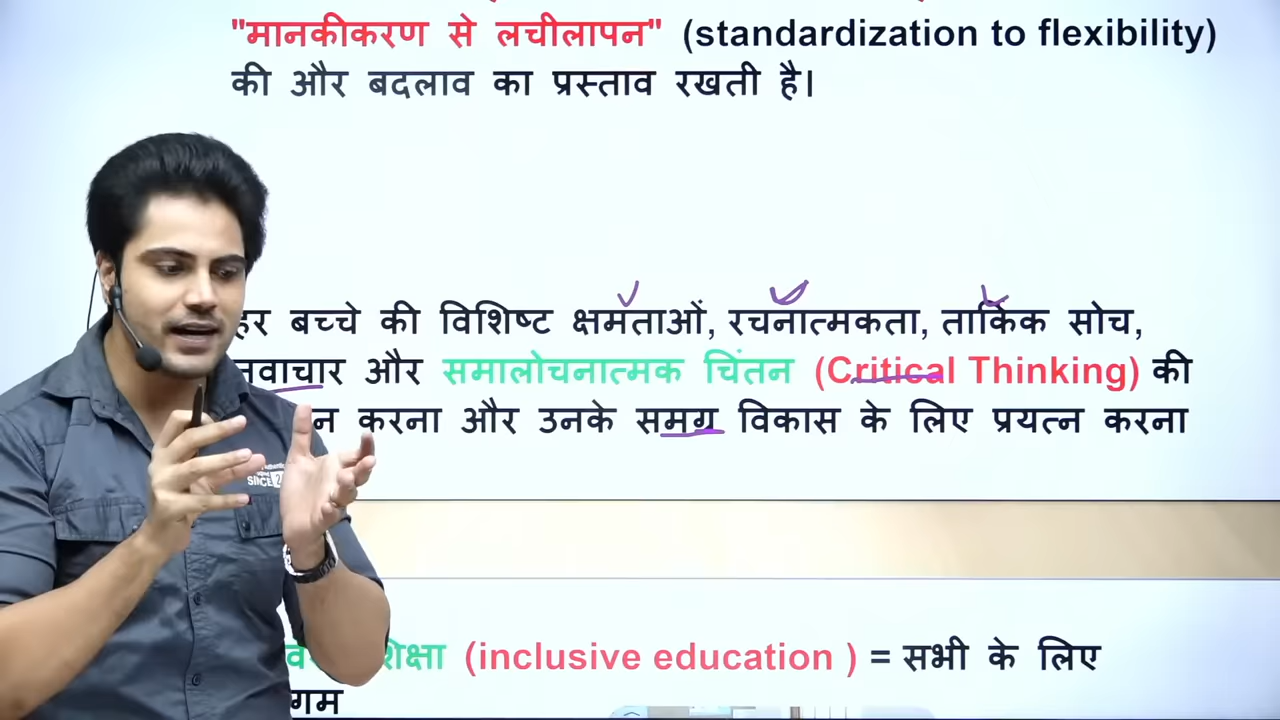 "मानकीकरण से लचीलापन" (standardization to flexibility)
की और बदलाव का प्रस्ताव रखती है।
हर बच्चे की विशिष्ट क्षमताओं, रचनात्मकता, तार्किक सोच,
नवाचार और समालोचनात्मक चिंतन (Critical Thinking) की
न करना और उनके समग्र विकास के लिए प्रयत्न करना
शिक्षा (inclusive education ) = सभी के लिए
गम
SINCE